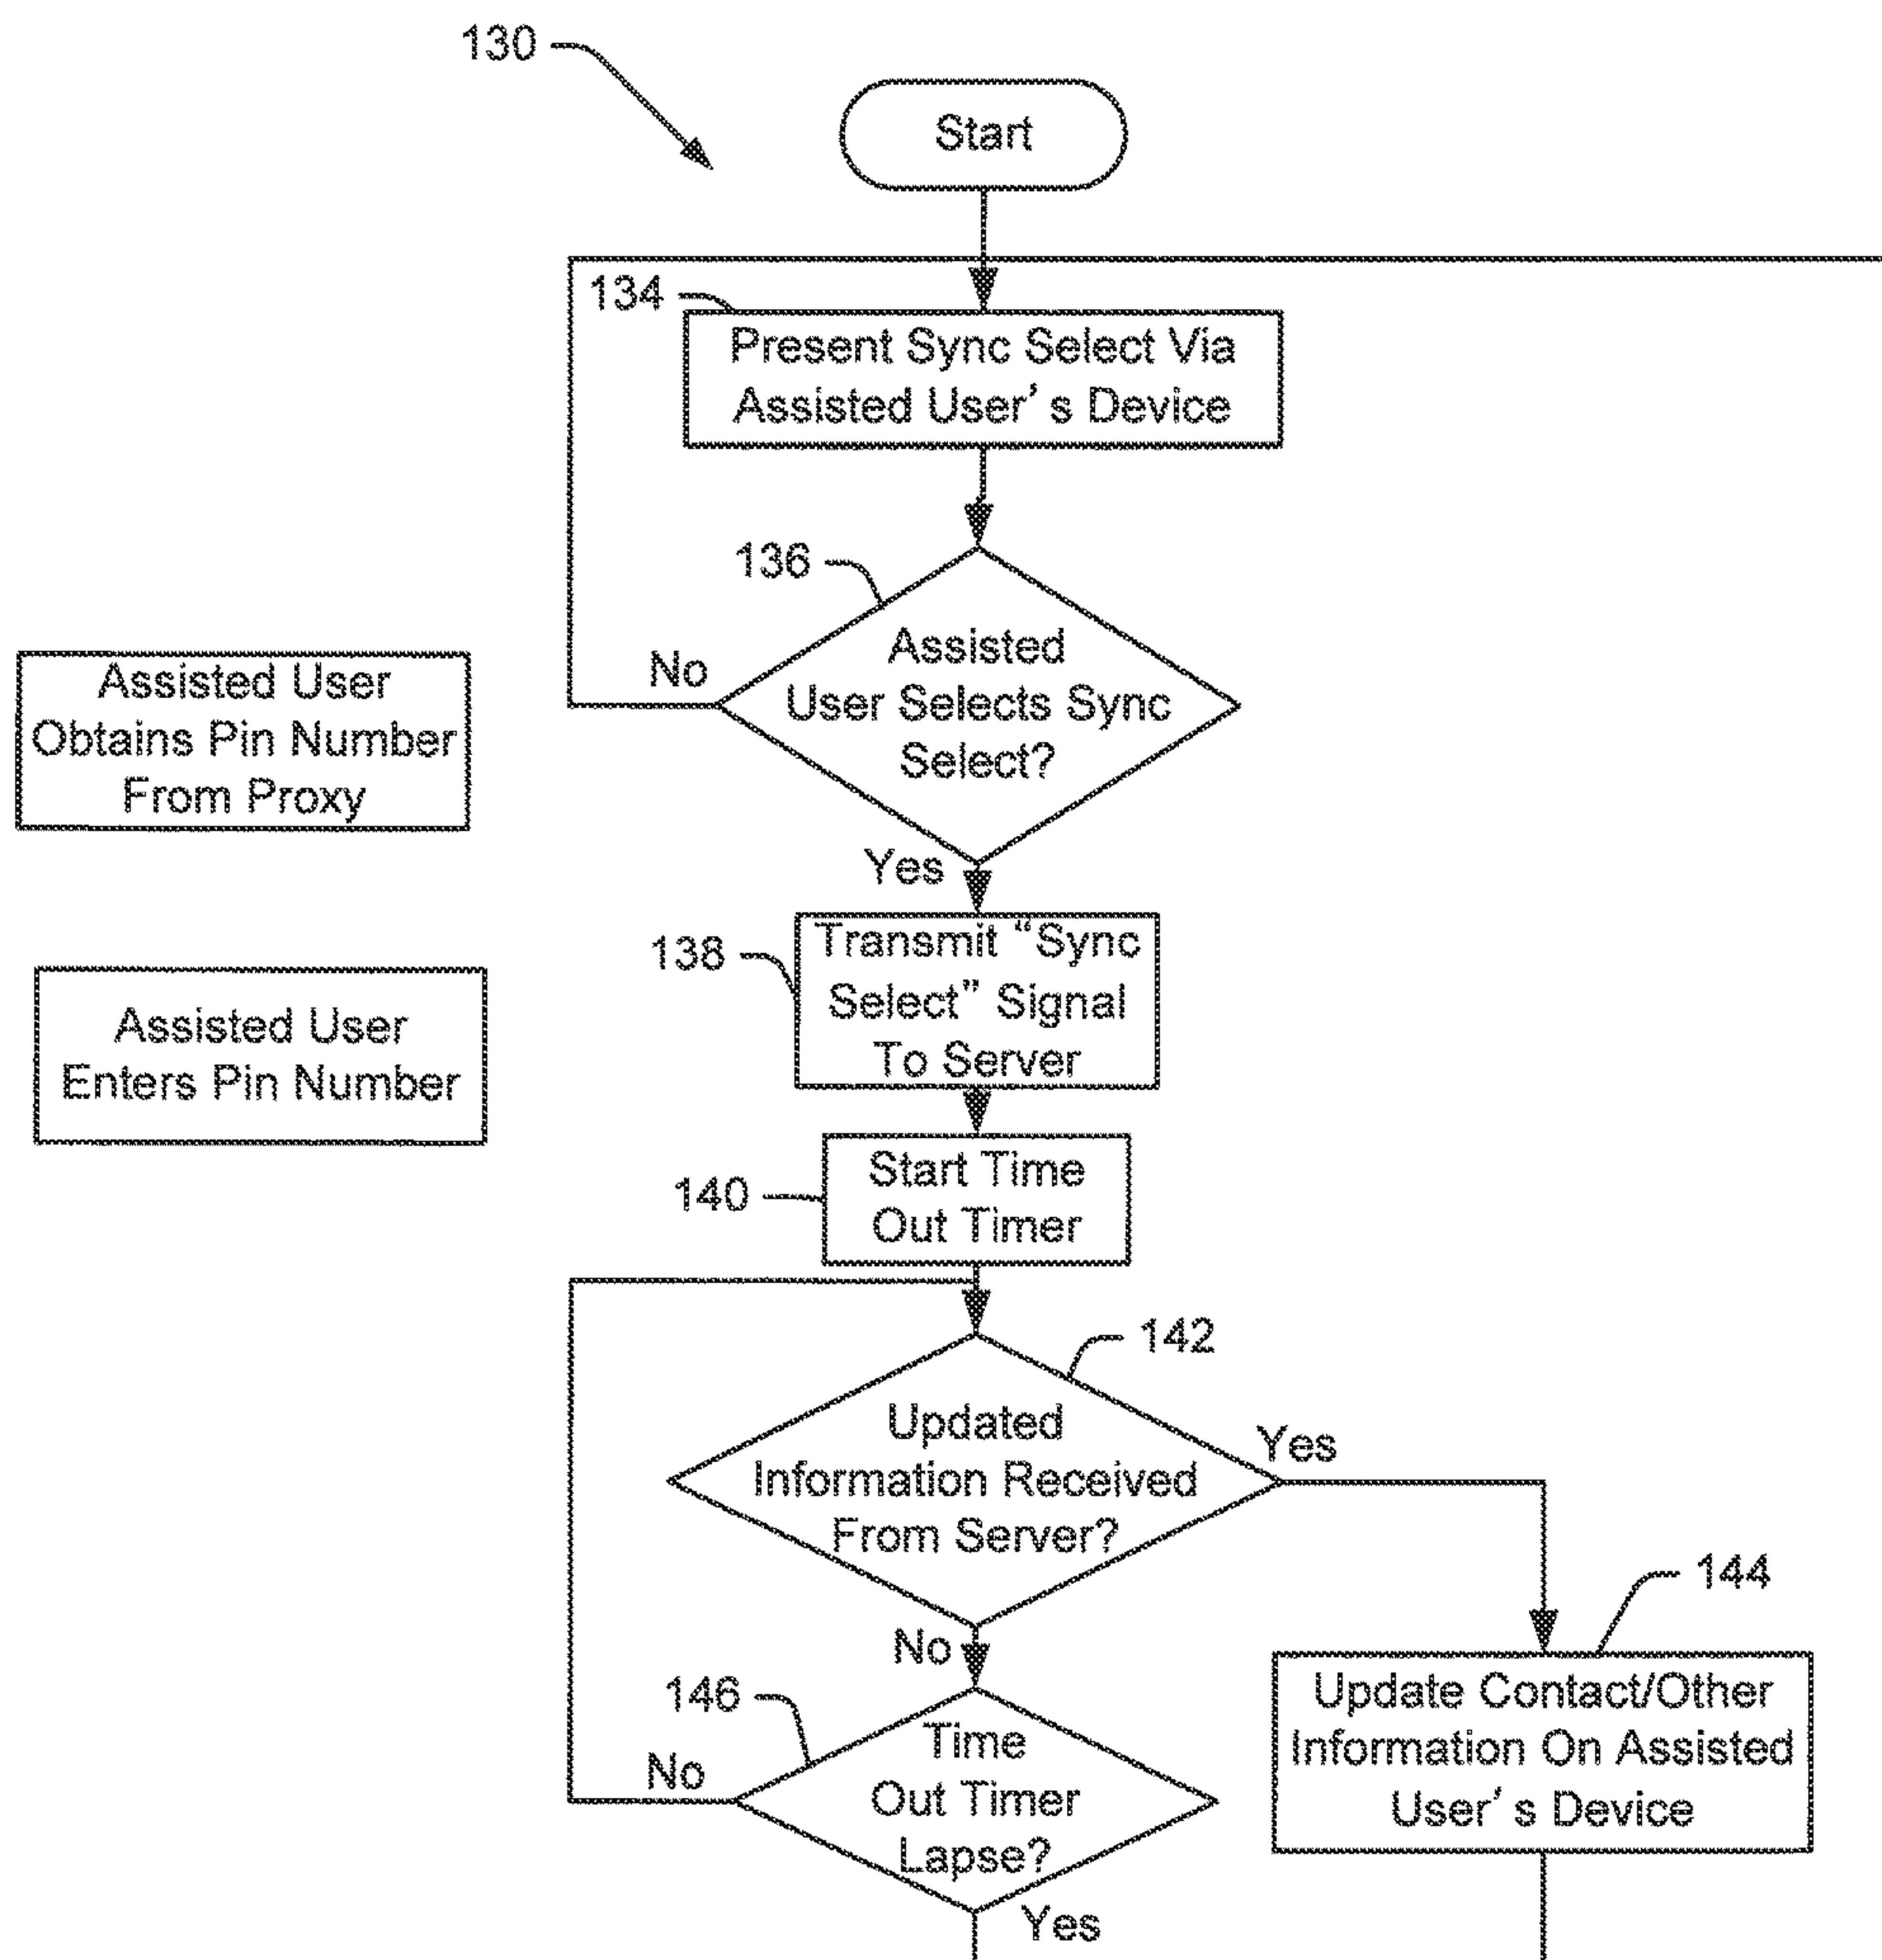 130
Start
134
Present Sync Select Via
Assisted User's Device
136
Assisted
User Selects Sync
Select?
No
Yes
Assisted User
Obtains Pin Number
From Proxy
138
Transmit “Sync
Select” Signal
To Server
Assisted User
Enters Pin Number
140
Start Time
Out Timer
142
Updated
Information Received
From Server?
Yes
No
144
Update Contact/Other
Information On Assisted
User's Device
146
Time
Out Timer
Lapse?
No
Yes